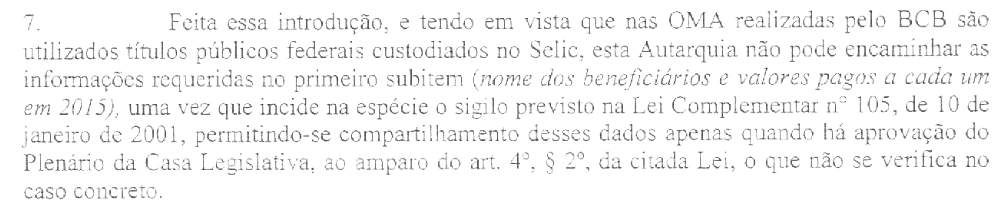 7. Feita essa introdução, e tendo em vista que nas OMA realizadas pelo BCB são
utilizados títulos públicos federais custodiados no Selic, esta Autarquia não pode encaminhar as
informações requeridas no primeiro subitem (nome dos beneficiários e valores pagos a cada um
em 2015), uma vez que incide na espécie o sigilo previsto na Lei Complementar n° 105, de 10 de
janeiro de 2001, permitindo-se compartilhamento desses dados apenas quando há aprovação do
Plenário da Casa Legislativa, ao amparo do art. 4°, § 2°, da citada Lei, o que não se verifica no
caso concreto.